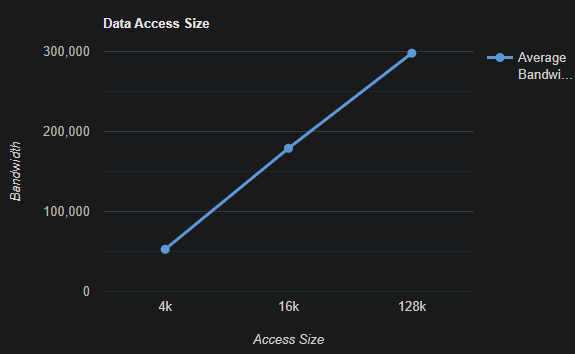 Data Access Size
300,000
200,000
100,000
0
Bandwidth
4k
16k
128k
Access Size
Average
Bandwi...